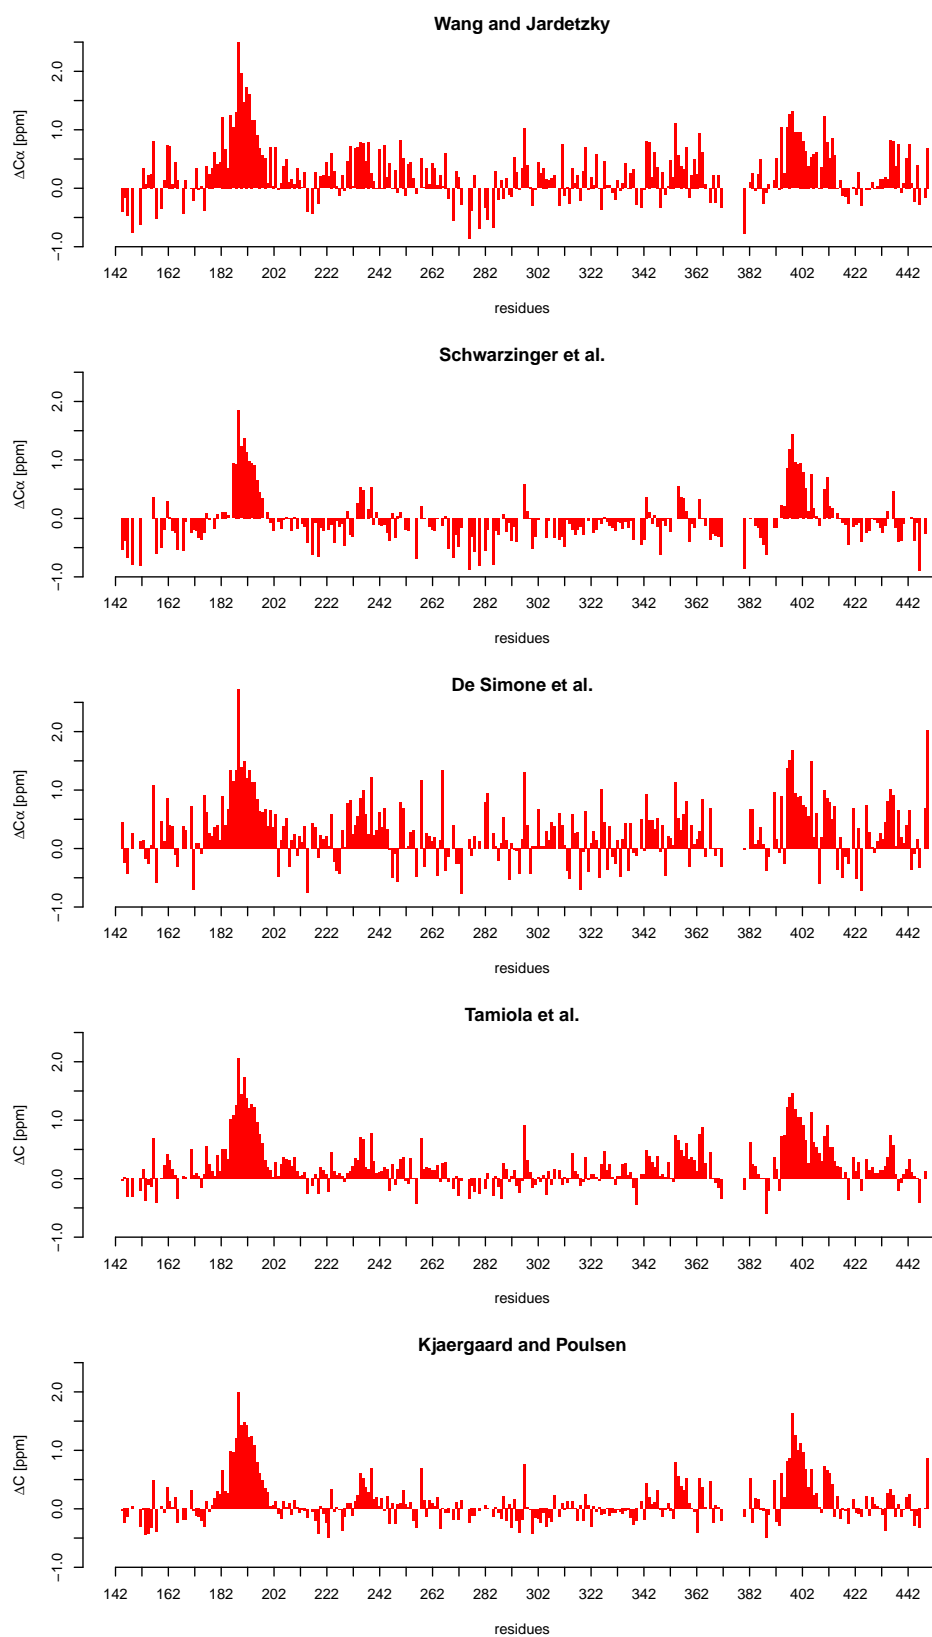 Wang and Jardetzky
2.0
1.0
0.0
−1.0
ΔCα [ppm]
142 162 182 202 222 242 262 282 302 322 342 362 382 402 422 442
residues
Schwarzinger et al.
2.0
1.0
0.0
−1.0
ΔCα [ppm]
142 162 182 202 222 242 262 282 302 322 342 362 382 402 422 442
residues
De Simone et al.
2.0
1.0
0.0
−1.0
ΔCα [ppm]
142 162 182 202 222 242 262 282 302 322 342 362 382 402 422 442
residues
Tamiola et al.
2.0
1.0
0.0
−1.0
ΔC [ppm]
142 162 182 202 222 242 262 282 302 322 342 362 382 402 422 442
residues
Kjaergaard and Poulsen
2.0
1.0
0.0
−1.0
ΔC [ppm]
142 162 182 202 222 242 262 282 302 322 342 362 382 402 422 442
residues